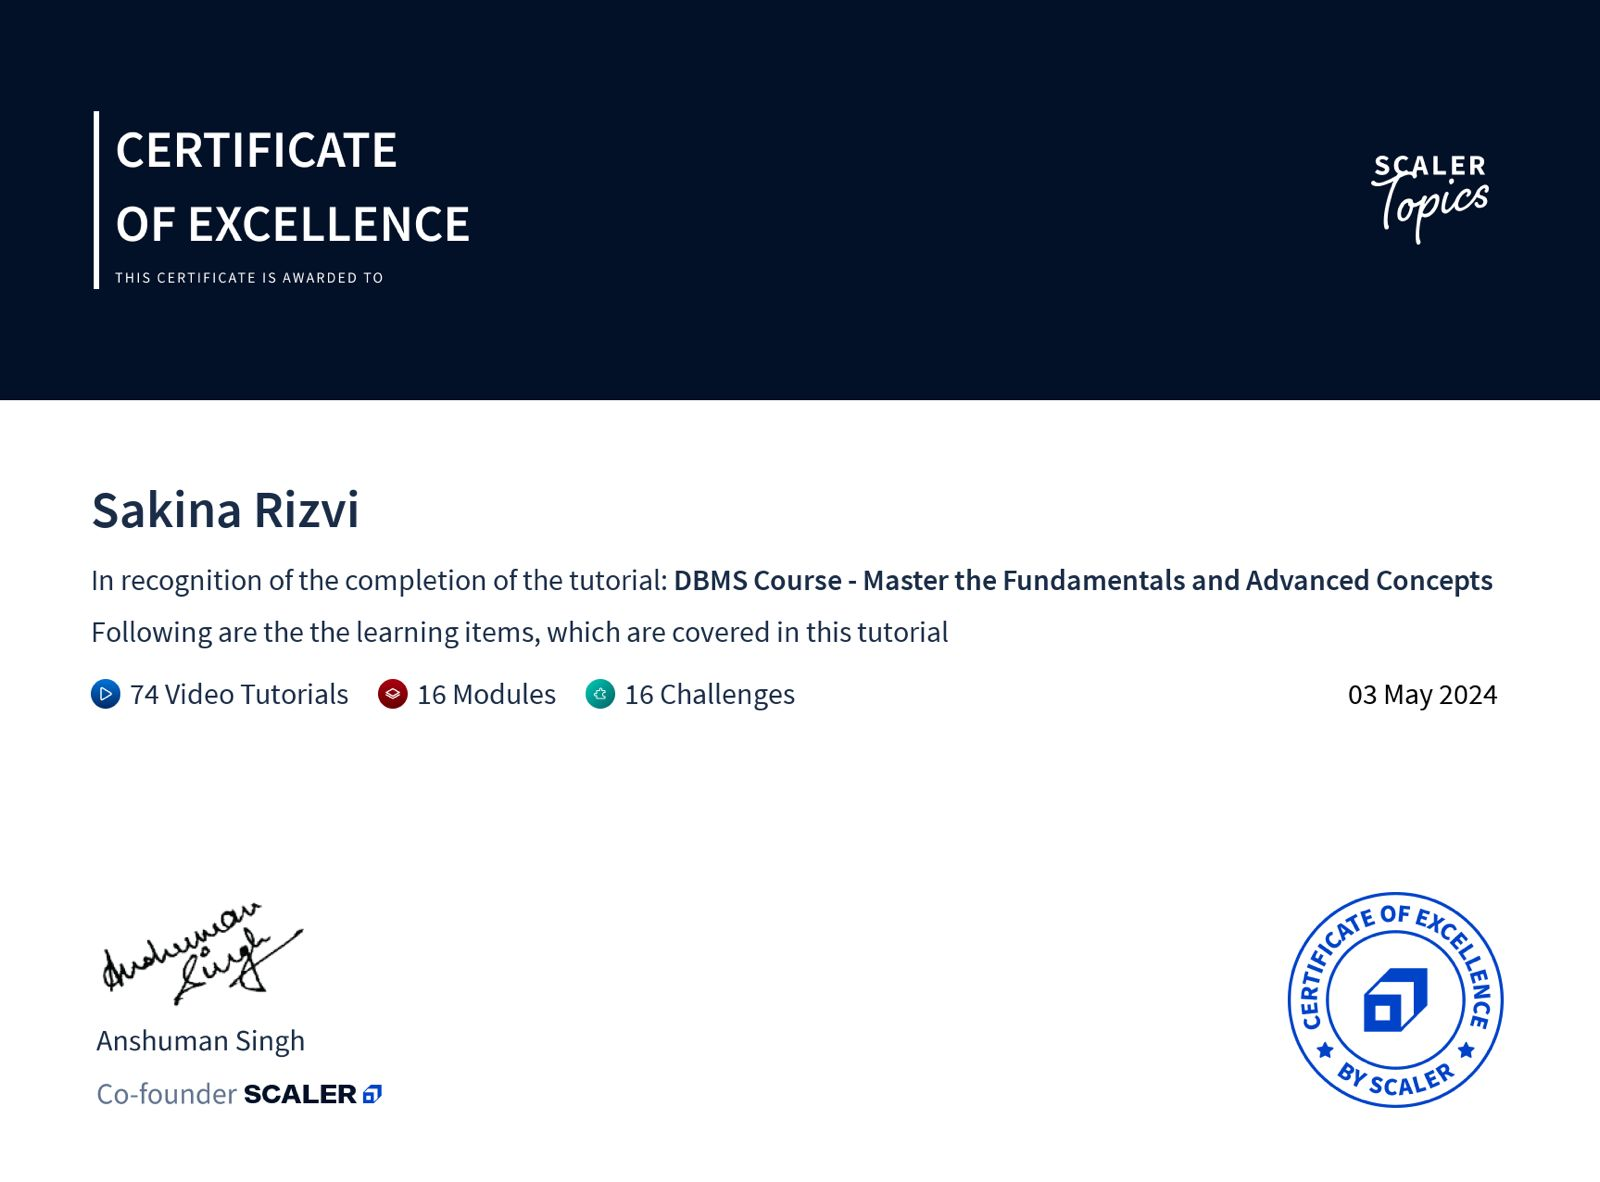 CERTIFICATE
OF EXCELLENCE
THIS CERTIFICATE IS AWARDED TO
SCALER
Topics
Sakina Rizvi
In recognition of the completion of the tutorial: DBMS Course - Master the Fundamentals and Advanced Concepts
Following are the the learning items, which are covered in this tutorial
74 Video Tutorials 16 Modules 16 Challenges 03 May 2024
Anshuman
Singh
Anshuman Singh
Co-founder SCALER
CERTIFICATE OF EXCELLENCE
BY SCALER